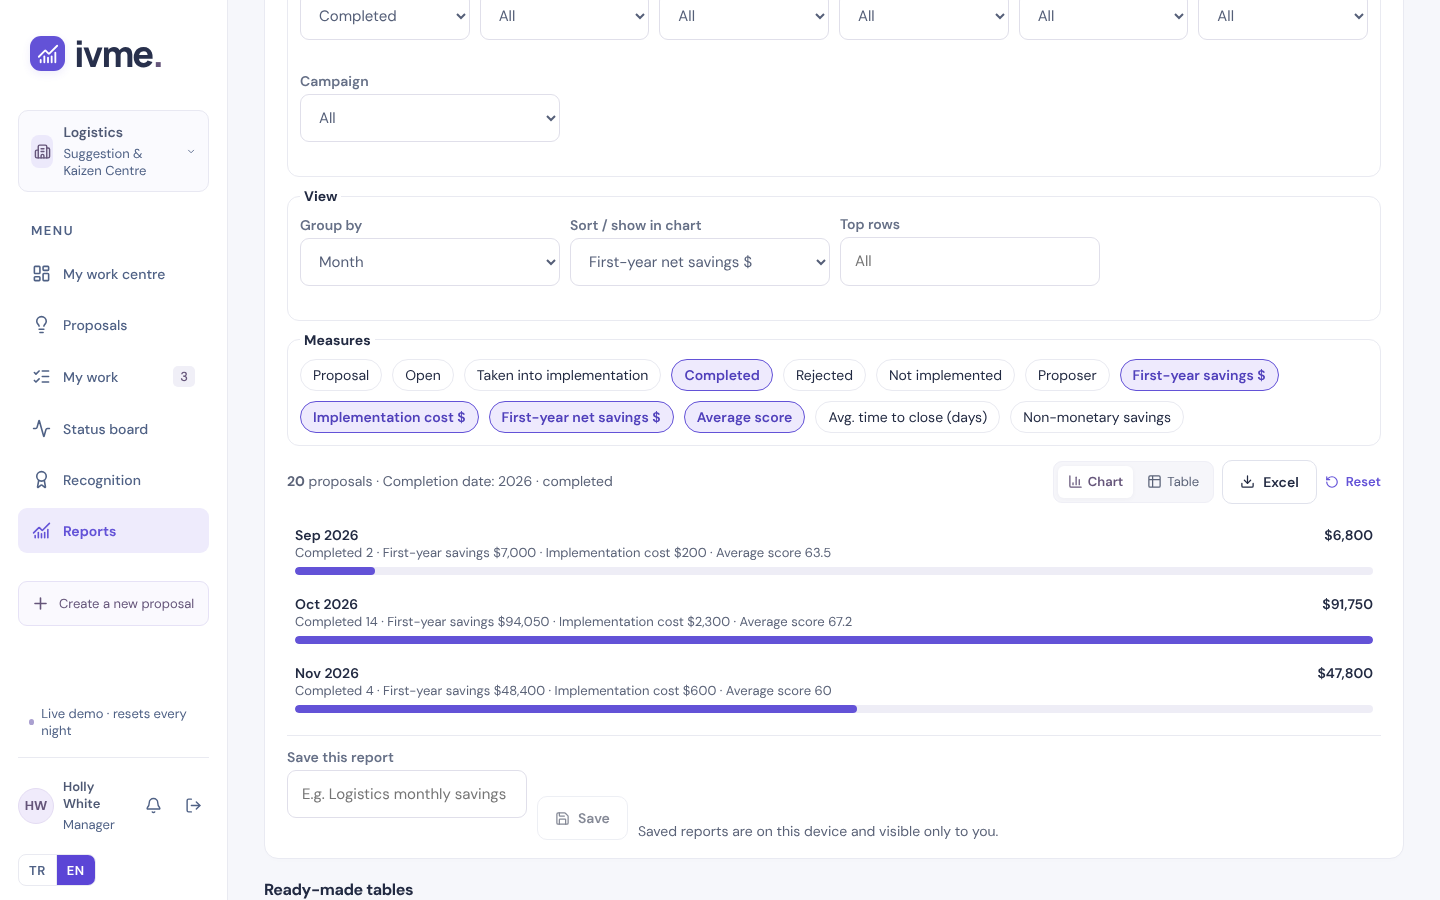 ivme.
Logistics
Suggestion &
Kaizen Centre
MENU
My work centre
Proposals
My work 3
Status board
Recognition
Reports
Create a new proposal
Live demo · resets every
night
HW
Holly
White
Manager
TR EN
Completed All All All All All
Campaign
All
View
Group by Sort / show in chart Top rows
Month First-year net savings $ All
Measures
Proposal Open Taken into implementation Completed Rejected Not implemented Proposer First-year savings $
Implementation cost $ First-year net savings $ Average score Avg. time to close (days) Non-monetary savings
20 proposals · Completion date: 2026 · completed Chart Table Excel Reset
Sep 2026 $6,800
Completed 2 · First-year savings $7,000 · Implementation cost $200 · Average score 63.5
Oct 2026 $91,750
Completed 14 · First-year savings $94,050 · Implementation cost $2,300 · Average score 67.2
Nov 2026 $47,800
Completed 4 · First-year savings $48,400 · Implementation cost $600 · Average score 60
Save this report
E.g. Logistics monthly savings Save Saved reports are on this device and visible only to you.
Ready-made tables